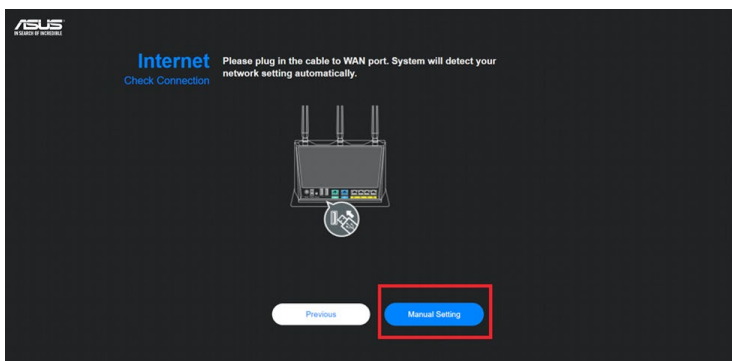 ASUS
IN SEARCH OF INCREDIBLE
Internet
Check Connection
Please plug in the cable to WAN port. System will detect your
network setting automatically.
Previous
Manual Setting